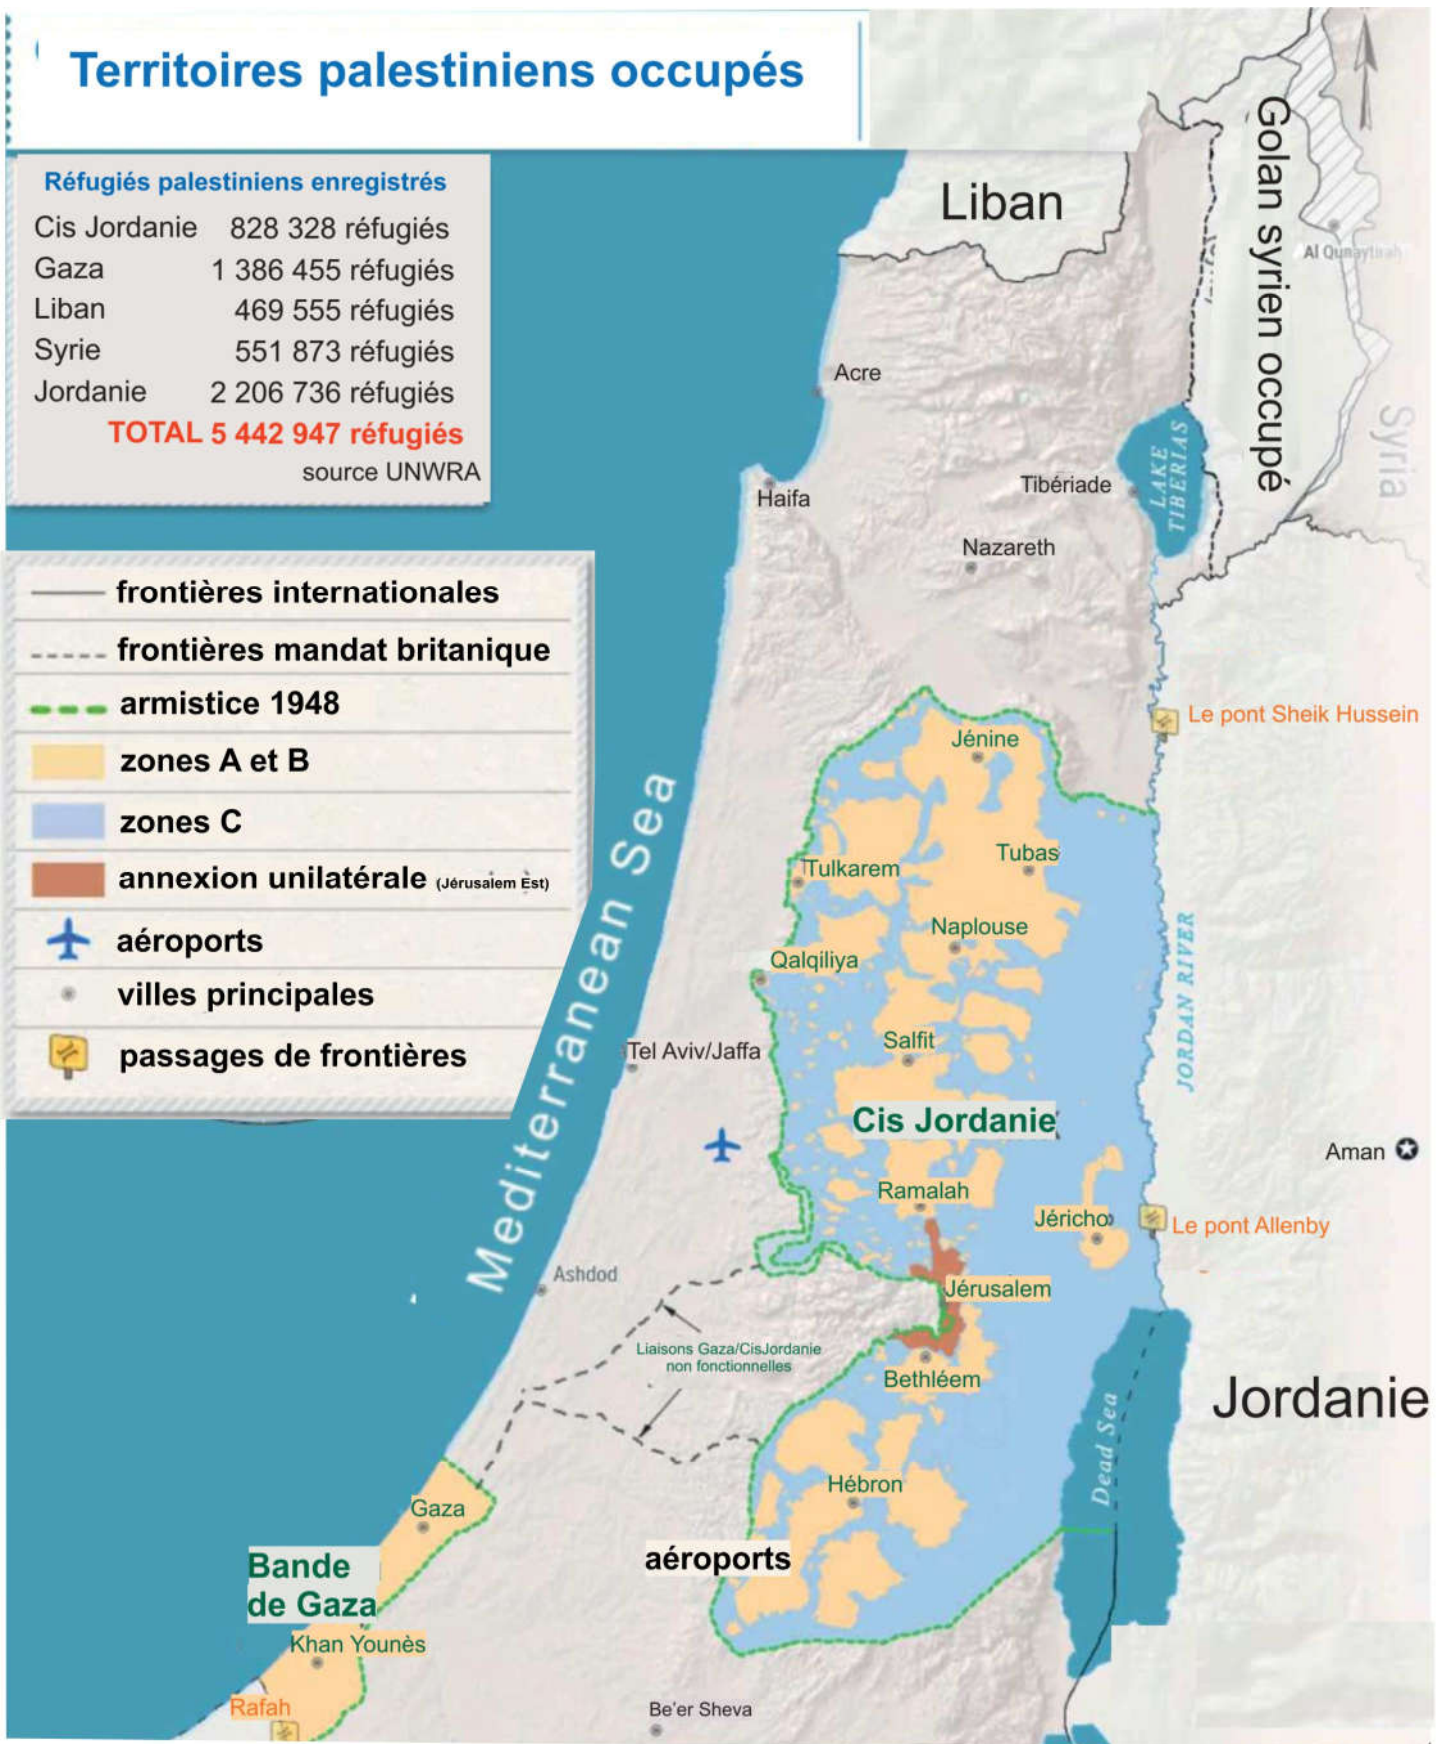 Territoires palestiniens occupés
Réfugiés palestiniens enregistrés
Cis Jordanie 828 328 réfugiés
Gaza 1 386 455 réfugiés
Liban 469 555 réfugiés
Syrie 551 873 réfugiés
Jordanie 2 206 736 réfugiés
TOTAL 5 442 947 réfugiés
source UNWRA
frontières internationales
frontières mandat britanique
armistice 1948
zones A et B
zones C
annexion unilatérale (Jérusalem Est)
aéroports
villes principales
passages de frontières
Liban
Golan syrien occupé
Al Qunaytirah
Syria
Acre
Haifa
Tibériade
LAKE
TIBERIAS
Nazareth
Le pont Sheik Hussein
Jénine
Tubas
Tulkarem
Naplouse
Qalqiliya
Mediterranean Sea
JORDAN RIVER
Salfit
Tel Aviv/Jaffa
Cis Jordanie
Aman
Ramalah
Jéricho
Le pont Allenby
Ashdod
Jérusalem
Liaisons Gaza/CisJordanie
non fonctionnelles
Bethléem
Jordanie
Dead Sea
Hébron
Gaza
aéroports
Bande
de Gaza
Khan Younès
Rafah
Be'er Sheva